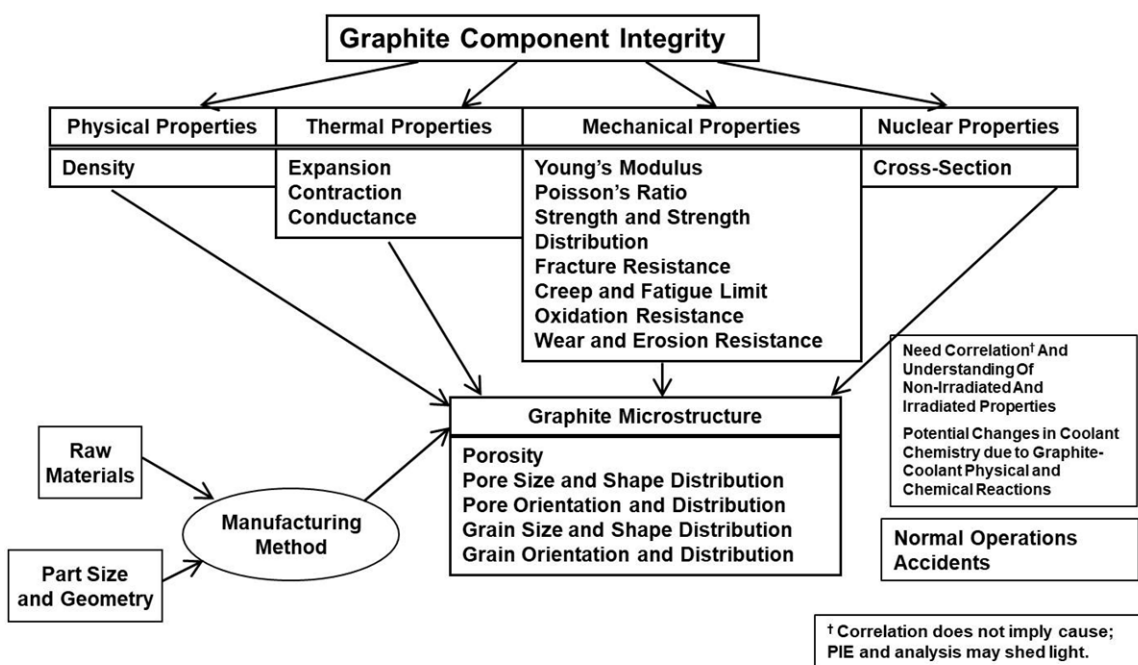 Graphite Component Integrity
Physical Properties
Thermal Properties
Mechanical Properties
Nuclear Properties
Density
Expansion
Contraction
Conductance
Young's Modulus
Poisson's Ratio
Strength and Strength
Distribution
Fracture Resistance
Creep and Fatigue Limit
Oxidation Resistance
Wear and Erosion Resistance
Cross-Section
Need Correlation† And
Understanding Of
Non-Irradiated And
Irradiated Properties
Potential Changes in Coolant
Chemistry due to Graphite-
Coolant Physical and
Chemical Reactions
Graphite Microstructure
Porosity
Pore Size and Shape Distribution
Pore Orientation and Distribution
Grain Size and Shape Distribution
Grain Orientation and Distribution
Raw
Materials
Manufacturing
Method
Part Size
and Geometry
Normal Operations
Accidents
† Correlation does not imply cause;
PIE and analysis may shed light.